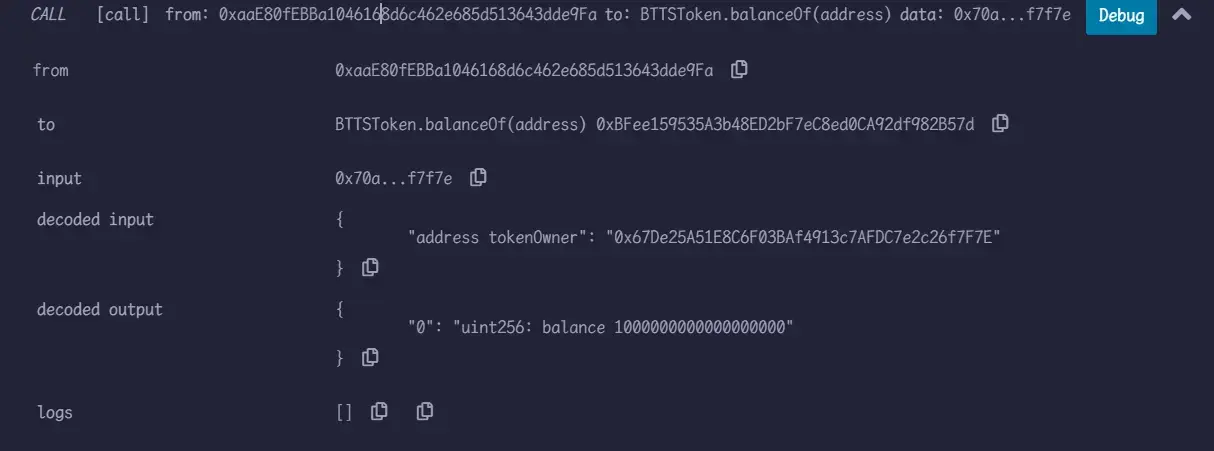 CALL [call] from: 0xaaE80fEBBa1046168d6c462e685d513643dde9Fa to: BTTSToken.balanceOf(address) data: 0x70a...f7f7e Debug
from 0xaaE80fEBBa1046168d6c462e685d513643dde9Fa
to BTTSToken.balanceOf(address) 0xBFee159535A3b48ED2bF7eC8ed0CA92df982B57d
input 0x70a...f7f7e
decoded input {
"address tokenOwner": "0x67De25A51E8C6F03BAf4913c7AFDC7e2c26f7F7E"
}
decoded output {
"0": "uint256: balance 1000000000000000000"
}
logs []